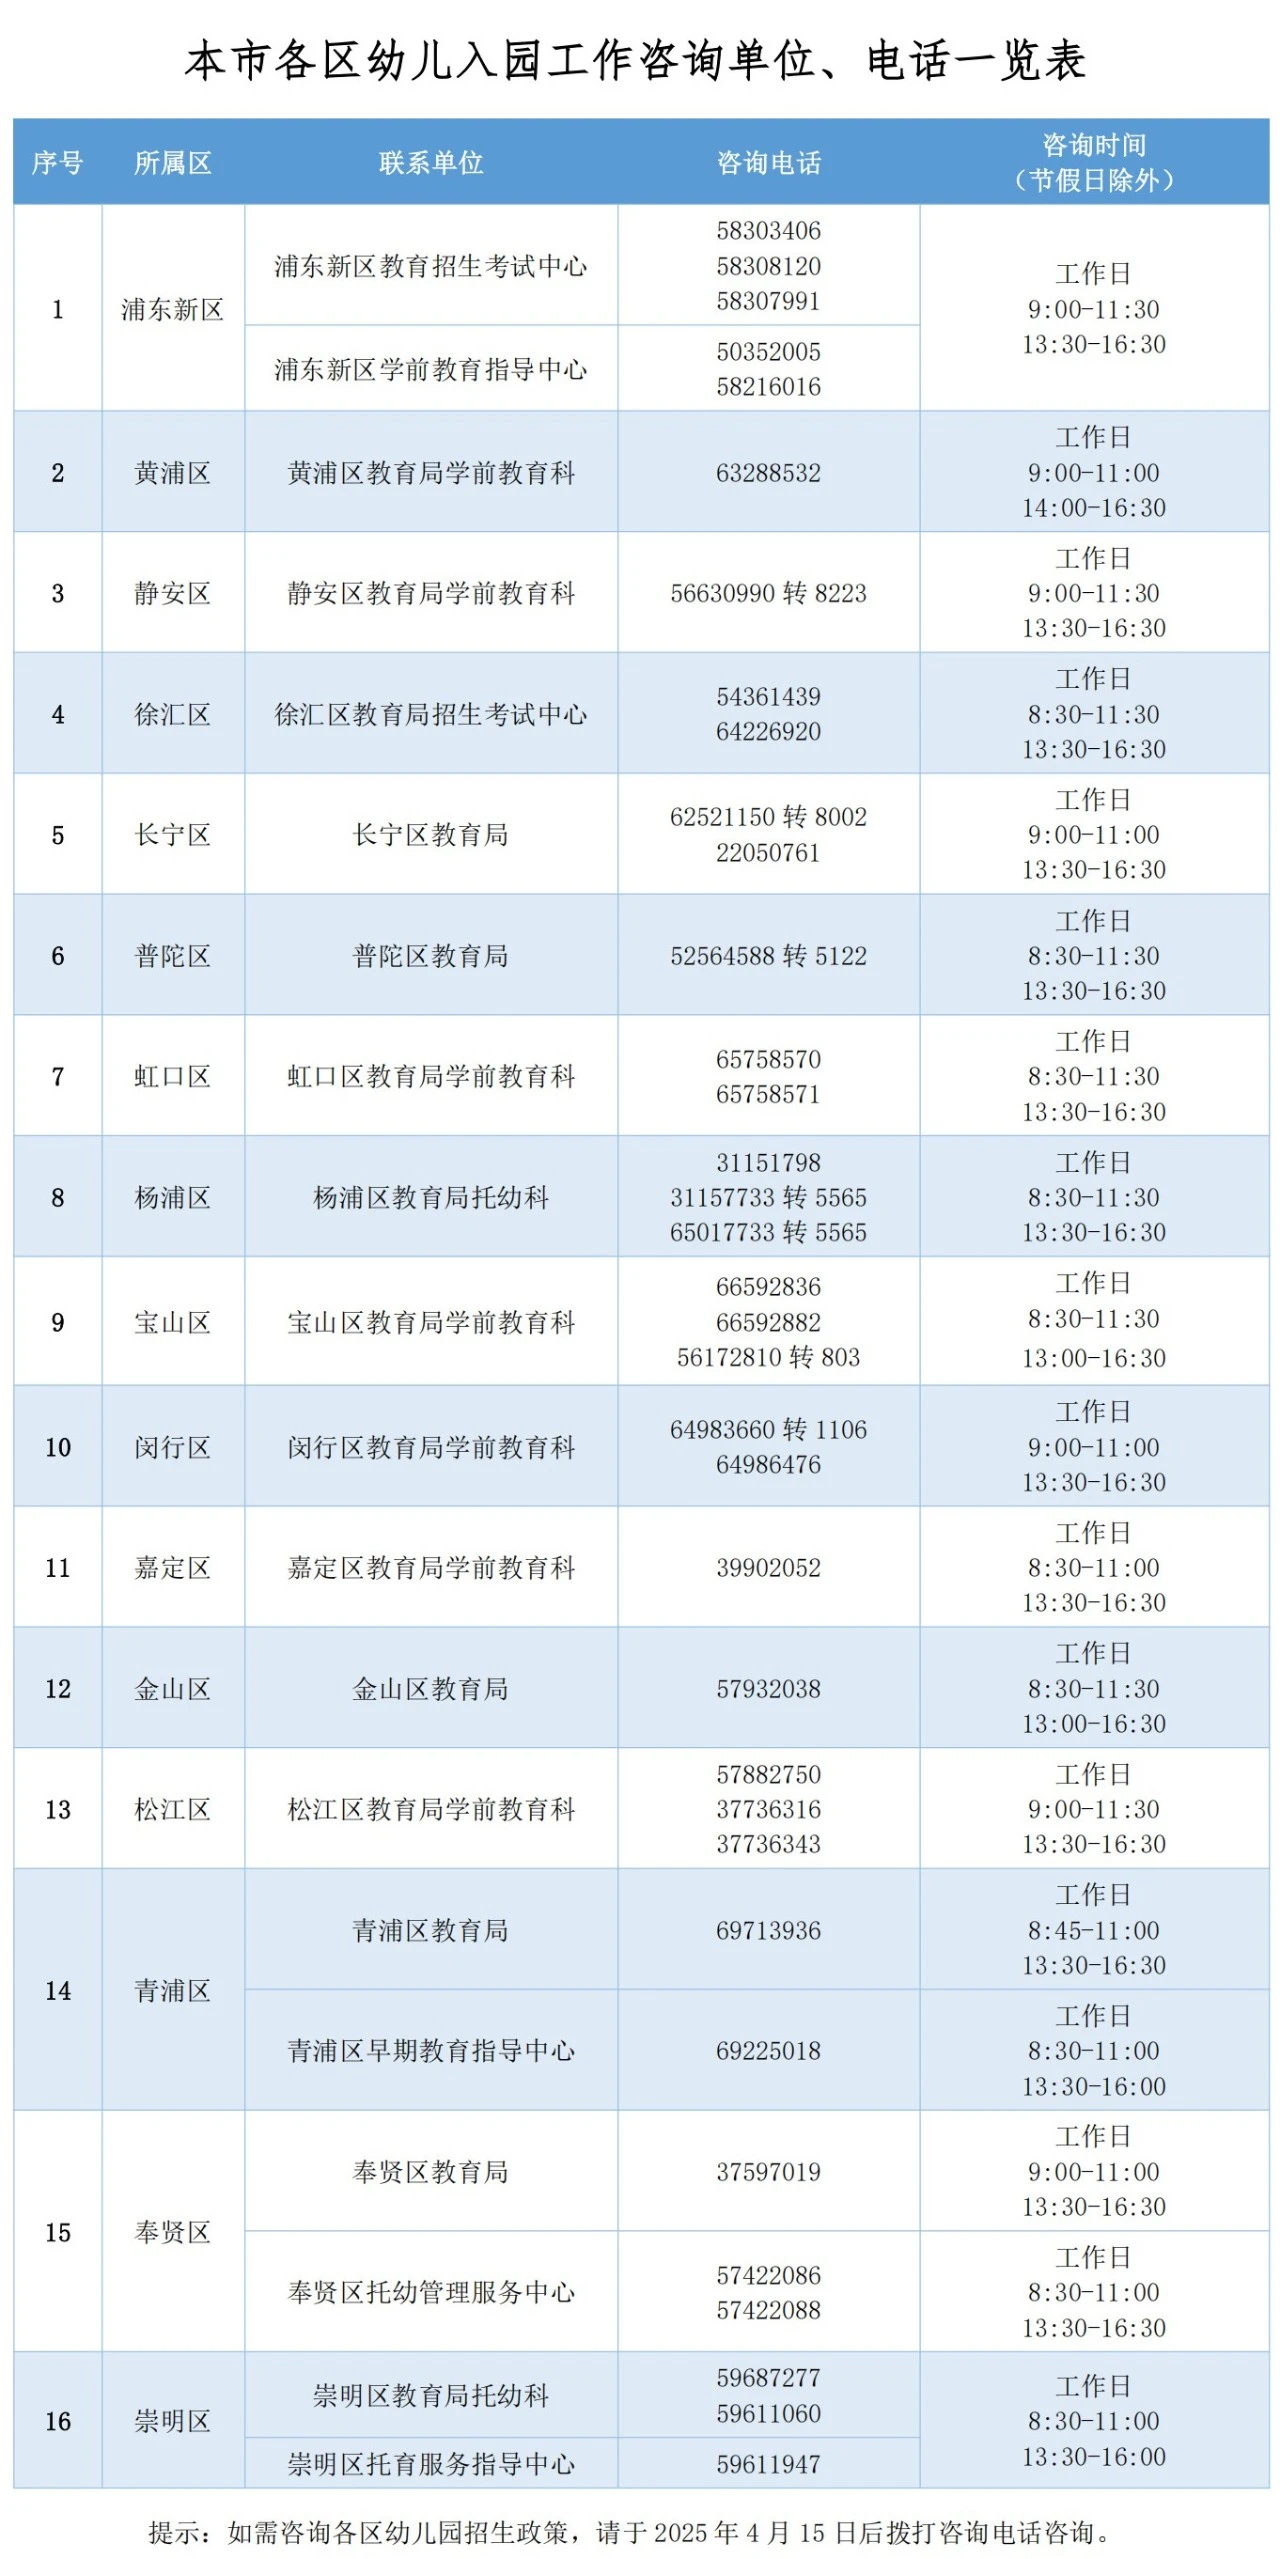 本市各区幼儿入园工作咨询单位、电话一览表
序号 所属区 联系单位 咨询电话 咨询时间
（节假日除外）
1 浦东新区
浦东新区教育招生考试中心
58303406
58308120
58307991
浦东新区学前教育指导中心
50352005
58216016
工作日
9:00-11:30
13:30-16:30
2 黄浦区 黄浦区教育局学前教育科 63288532
工作日
9:00-11:00
14:00-16:30
3 静安区 静安区教育局学前教育科 56630990 转 8223
工作日
9:00-11:30
13:30-16:30
4 徐汇区 徐汇区教育局招生考试中心
54361439
64226920
工作日
8:30-11:30
13:30-16:30
5 长宁区 长宁区教育局
62521150 转 8002
22050761
工作日
9:00-11:00
13:30-16:30
6 普陀区 普陀区教育局 52564588 转 5122
工作日
8:30-11:30
13:30-16:30
7 虹口区 虹口区教育局学前教育科
65758570
65758571
工作日
8:30-11:30
13:30-16:30
8 杨浦区 杨浦区教育局托幼科
31151798
31157733 转 5565
65017733 转 5565
工作日
8:30-11:30
13:30-16:30
9 宝山区 宝山区教育局学前教育科
66592836
66592882
56172810 转 803
工作日
8:30-11:30
13:00-16:30
10 闵行区 闵行区教育局学前教育科
64983660 转 1106
64986476
工作日
9:00-11:00
13:30-16:30
11 嘉定区 嘉定区教育局学前教育科 39902052
工作日
8:30-11:00
13:30-16:30
12 金山区 金山区教育局 57932038
工作日
8:30-11:30
13:00-16:30
13 松江区 松江区教育局学前教育科
57882750
37736316
37736343
工作日
9:00-11:30
13:30-16:30
14 青浦区
青浦区教育局 69713936
工作日
8:45-11:00
13:30-16:30
青浦区早期教育指导中心 69225018
工作日
8:30-11:00
13:30-16:00
15 奉贤区
奉贤区教育局 37597019
工作日
9:00-11:00
13:30-16:30
奉贤区托幼管理服务中心
57422086
57422088
工作日
8:30-11:00
13:30-16:30
16 崇明区
崇明区教育局托幼科
59687277
59611060
崇明区托育服务指导中心 59611947
工作日
8:30-11:00
13:30-16:00
提示：如需咨询各区幼儿园招生政策，请于 2025 年 4 月 15 日后拨打咨询电话咨询。